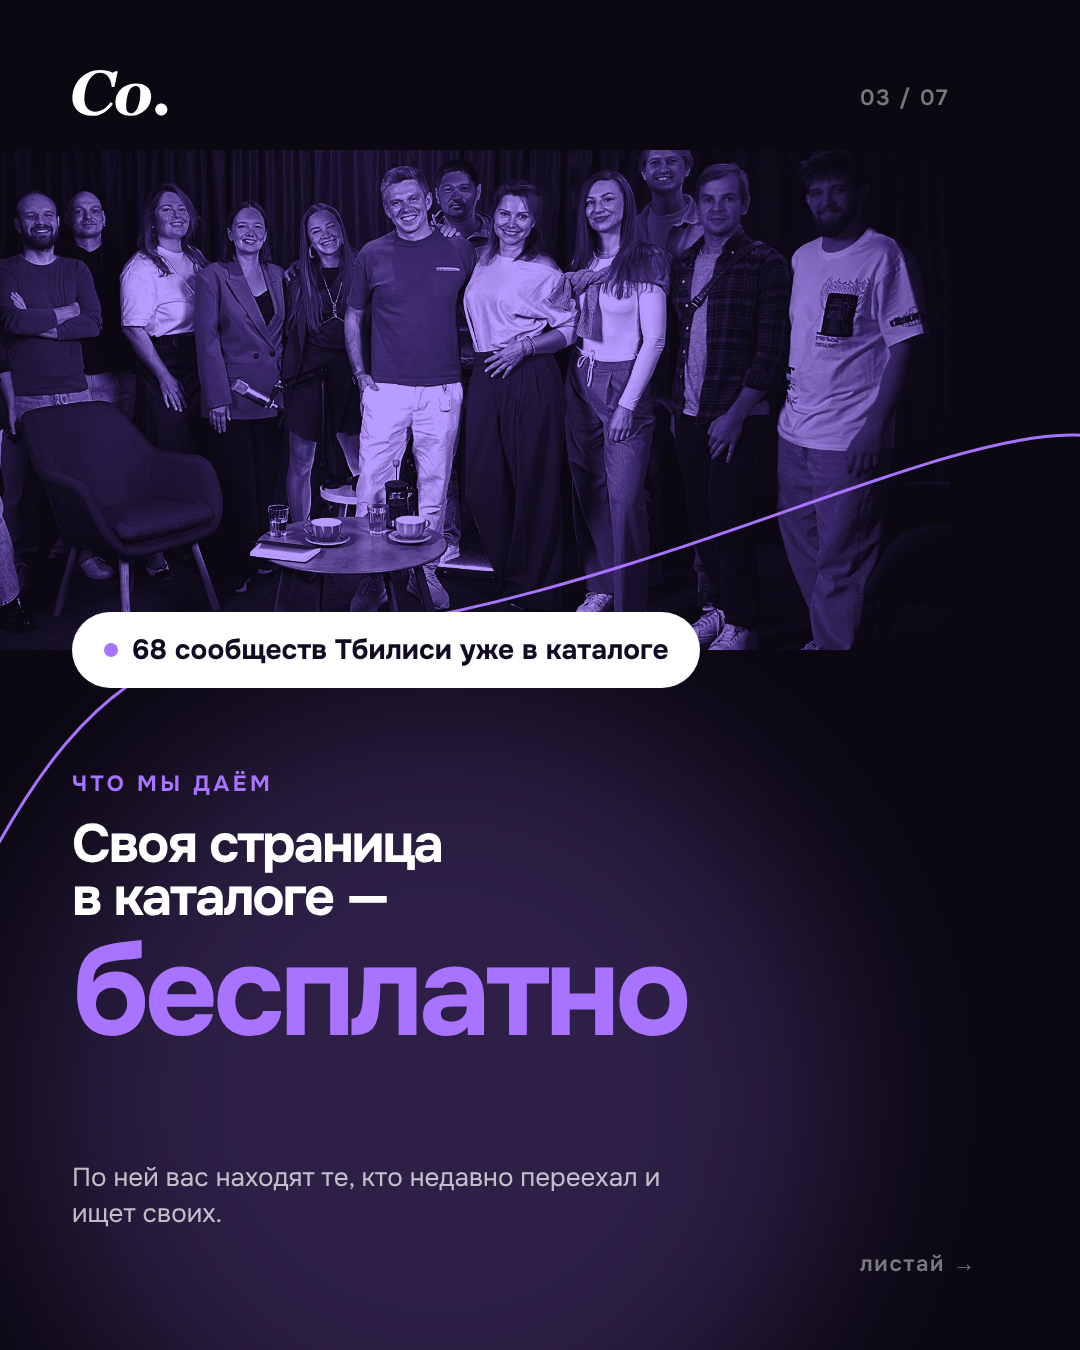 Co.
03 / 07
68 сообществ Тбилиси уже в каталоге
ЧТО МЫ ДАЁМ
Своя страница
в каталоге —
бесплатно
По ней вас находят те, кто недавно переехал и
ищет своих.
листай →